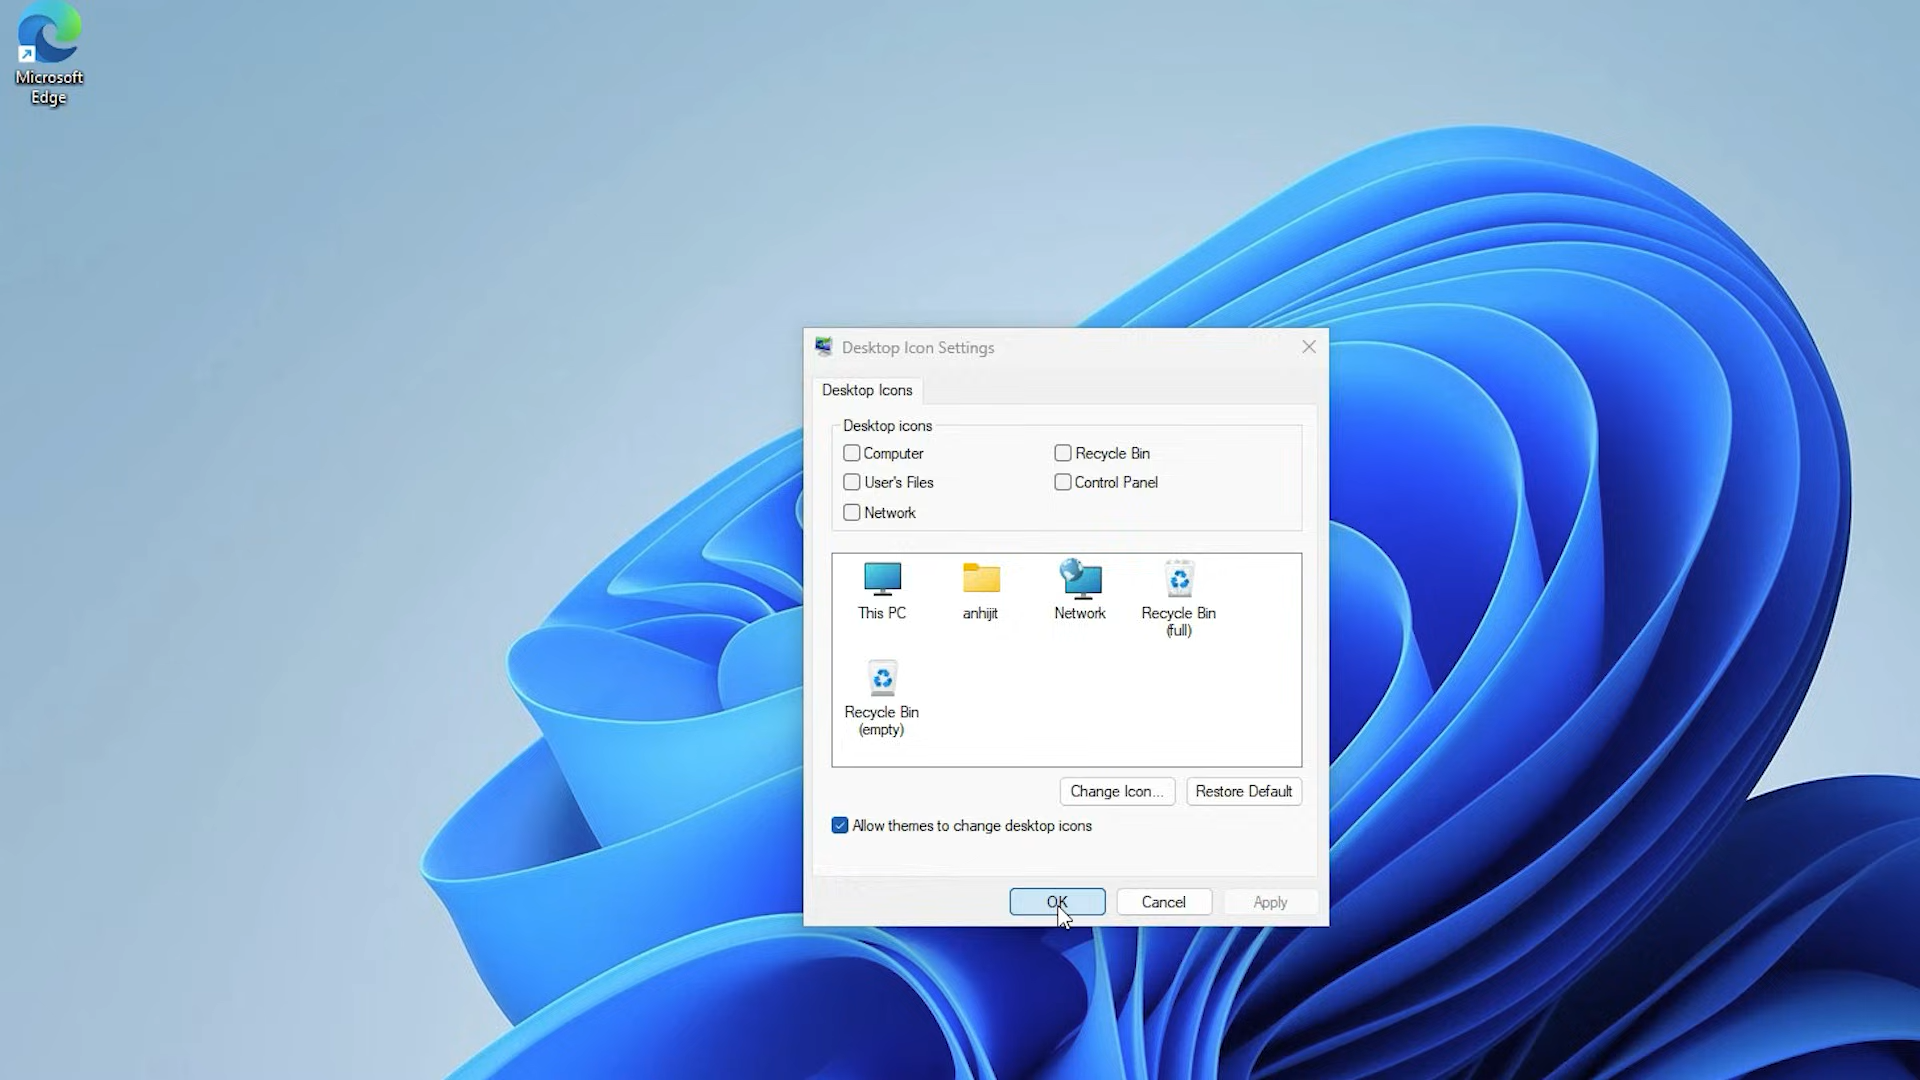 Microsoft
Edge
Desktop Icon Settings
Desktop Icons
Desktop icons
Computer
Recycle Bin
User's Files
Control Panel
Network
This PC
anhijit
Network
Recycle Bin
(full)
Recycle Bin
(empty)
Change Icon...
Restore Default
Allow themes to change desktop icons
OK
Cancel
Apply